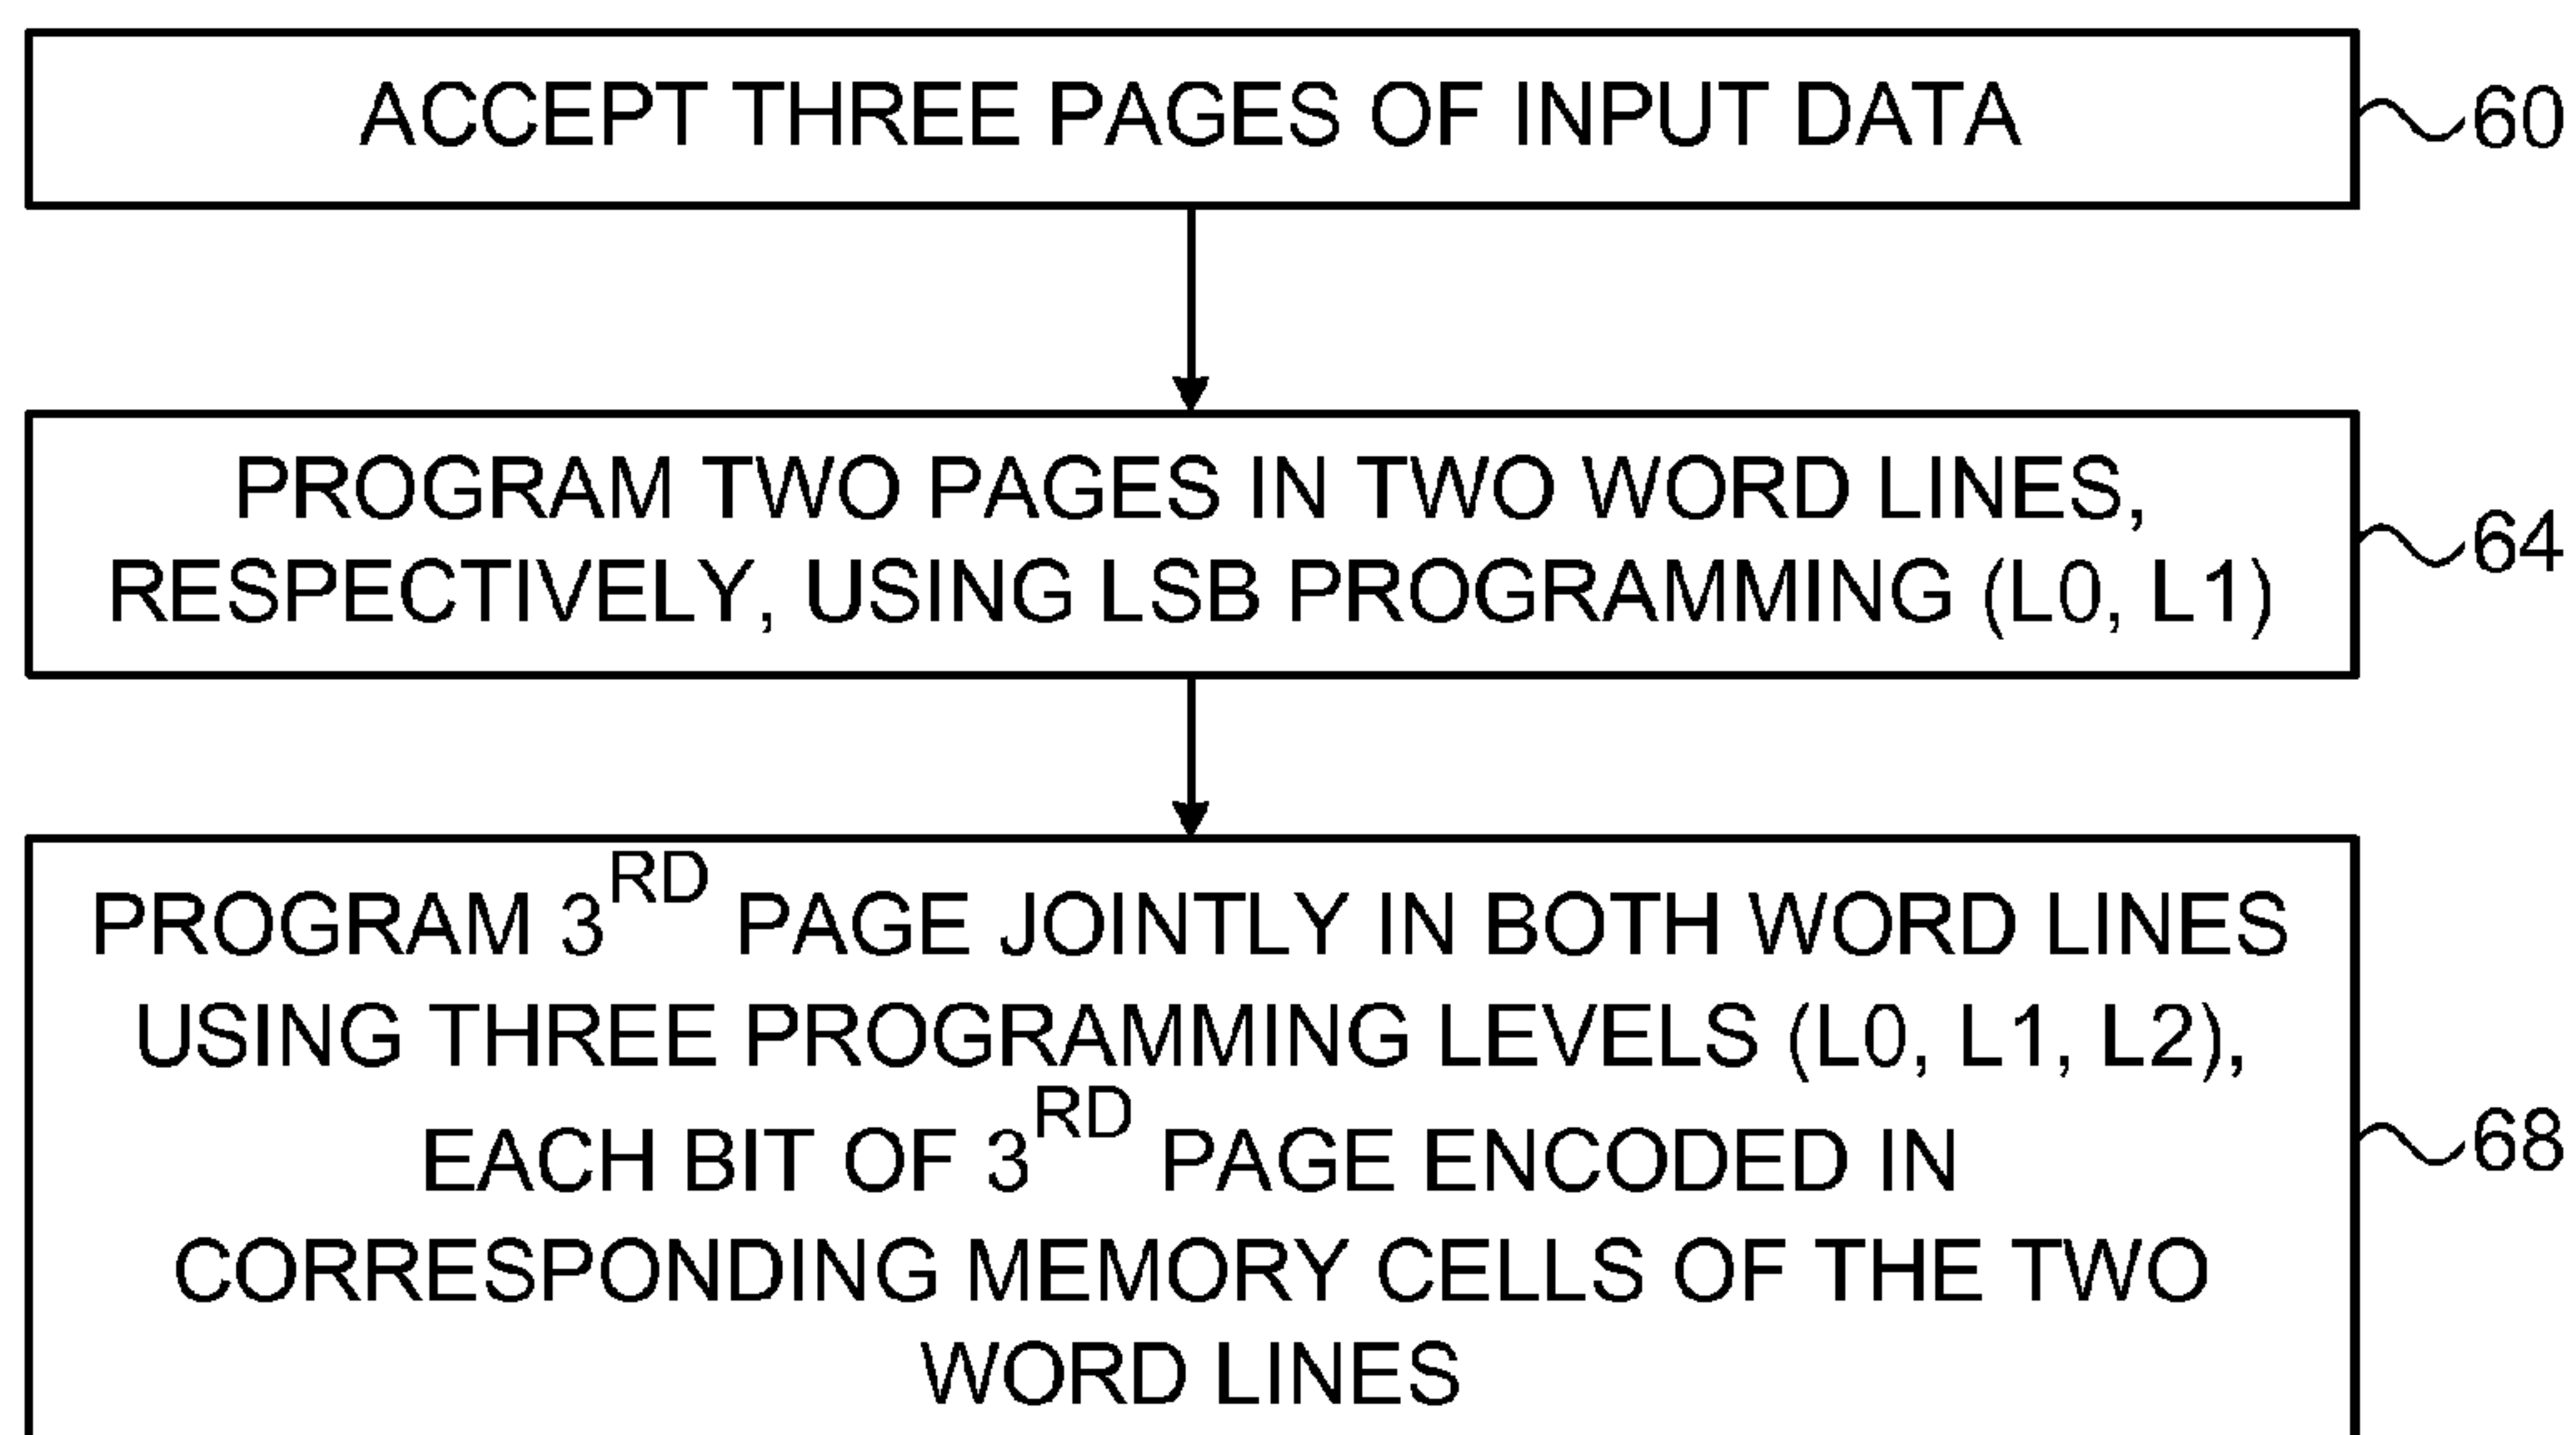 ACCEPT THREE PAGES OF INPUT DATA
60
PROGRAM TWO PAGES IN TWO WORD LINES,
RESPECTIVELY, USING LSB PROGRAMMING (L0, L1)
64
PROGRAM 3RD PAGE JOINTLY IN BOTH WORD LINES
USING THREE PROGRAMMING LEVELS (L0, L1, L2),
EACH BIT OF 3RD PAGE ENCODED IN
CORRESPONDING MEMORY CELLS OF THE TWO
WORD LINES
68